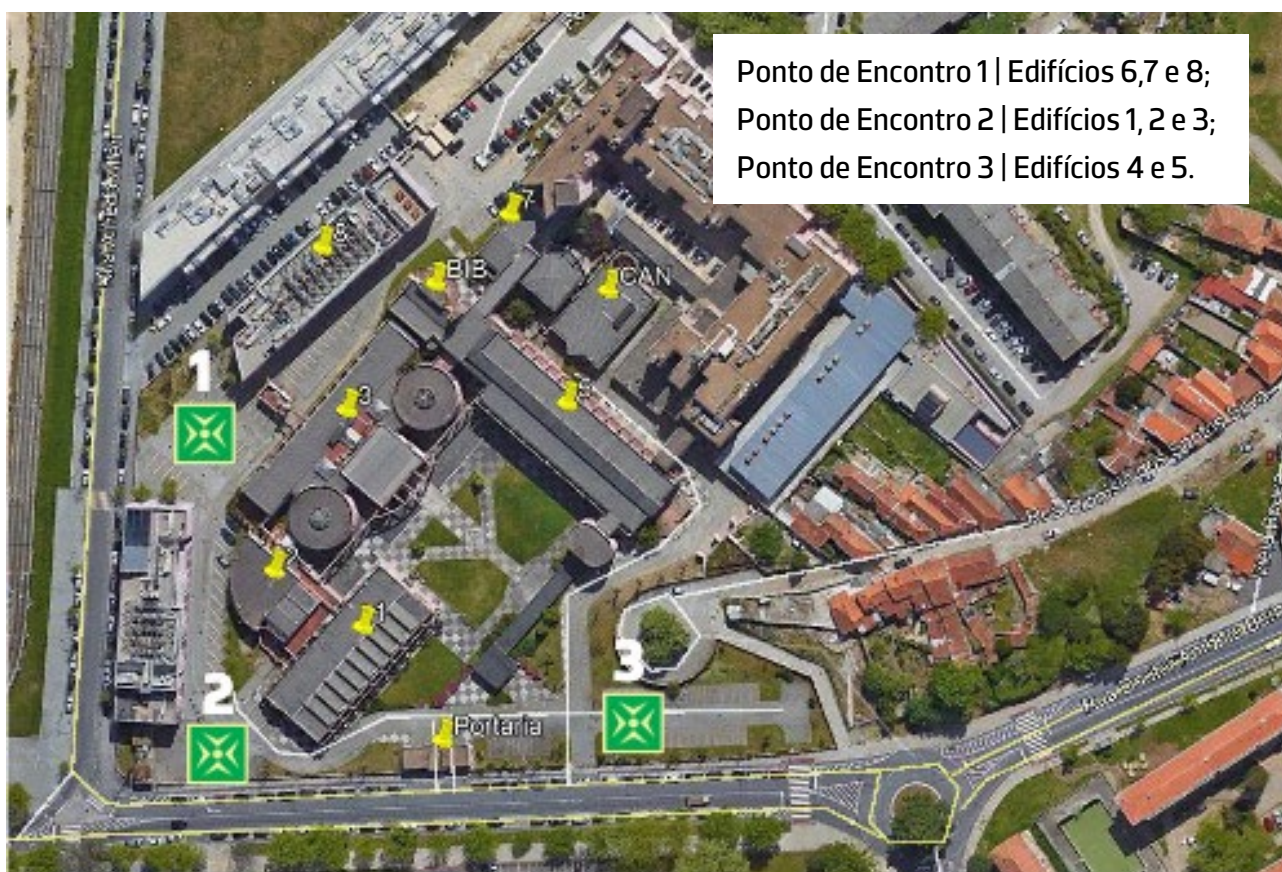 Ponto de Encontro 1 | Edifícios 6,7 e 8;
Ponto de Encontro 2 | Edifícios 1, 2 e 3;
Ponto de Encontro 3 | Edifícios 4 e 5.
7
8
BIB
CAN
1
3
2
1
3
2
Portaria